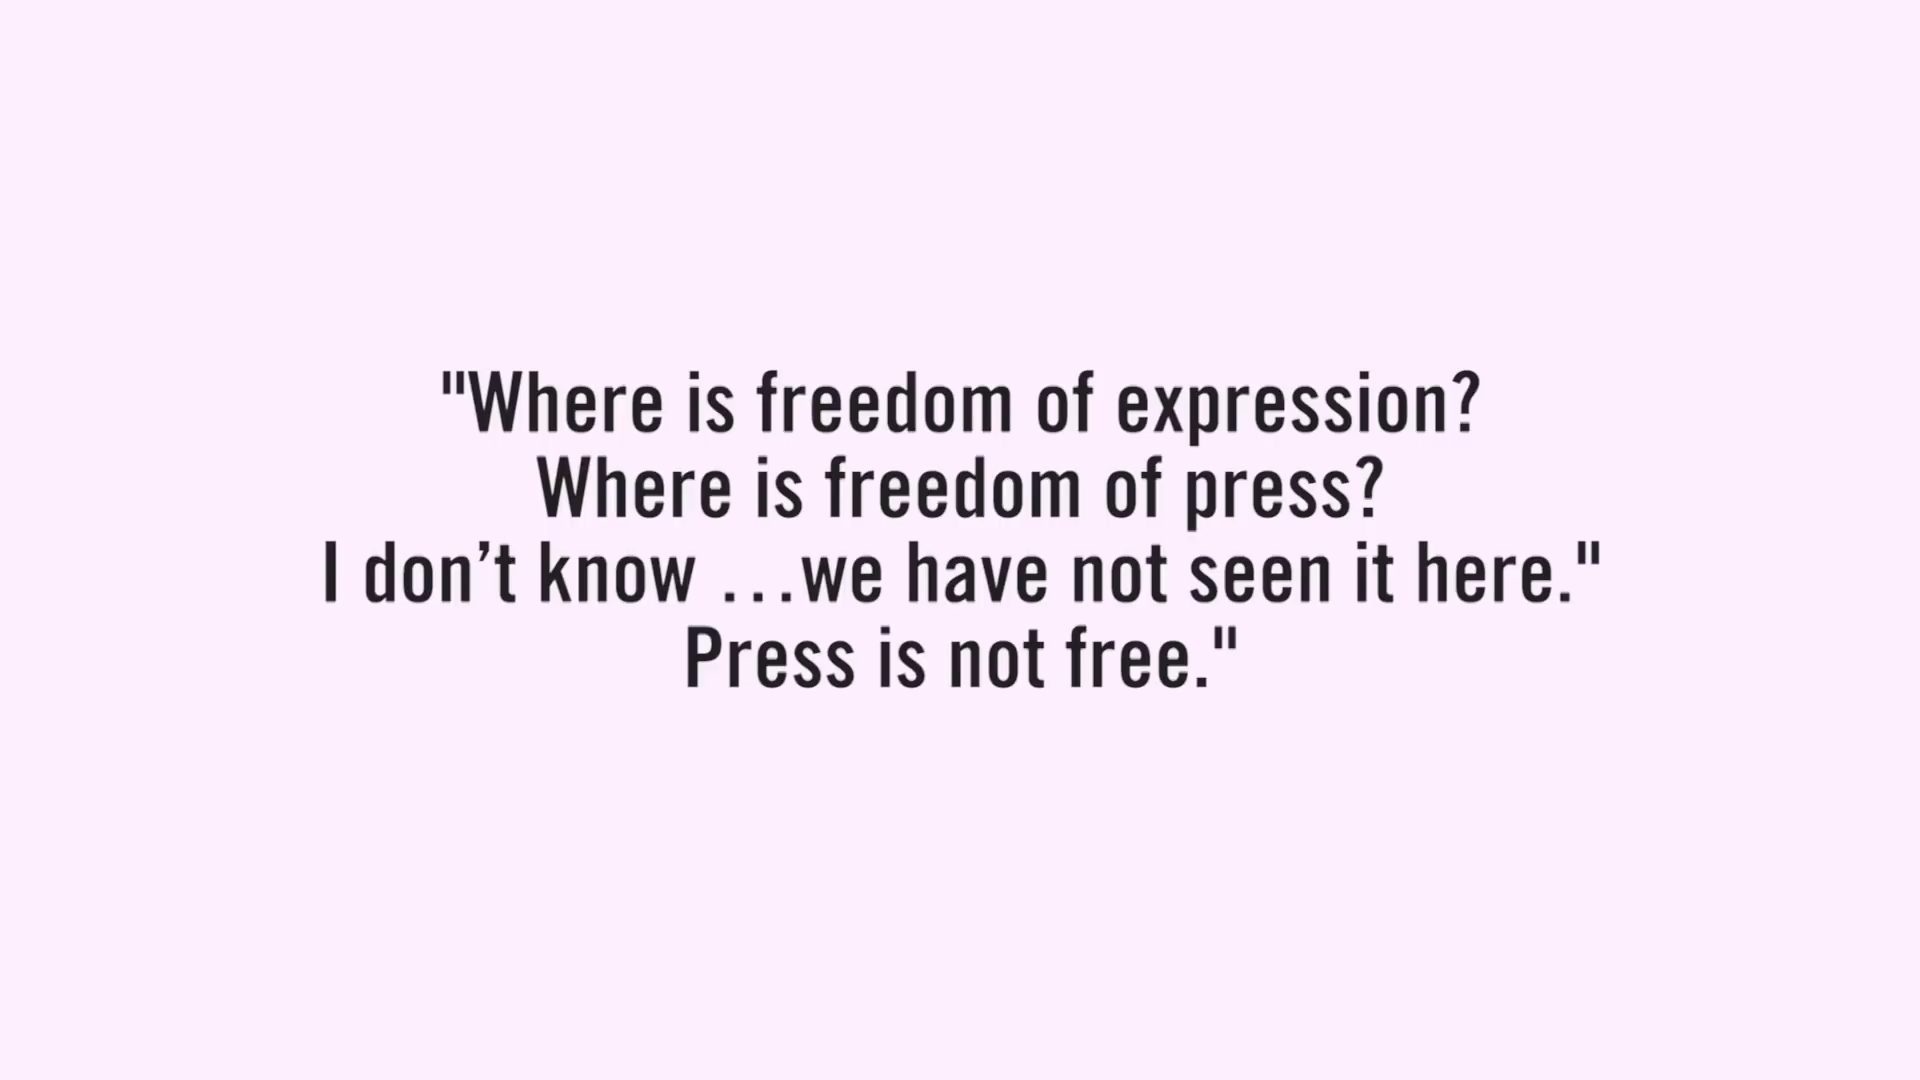 "Where is freedom of expression?
Where is freedom of press?
I don’t know ...we have not seen it here."
Press is not free."